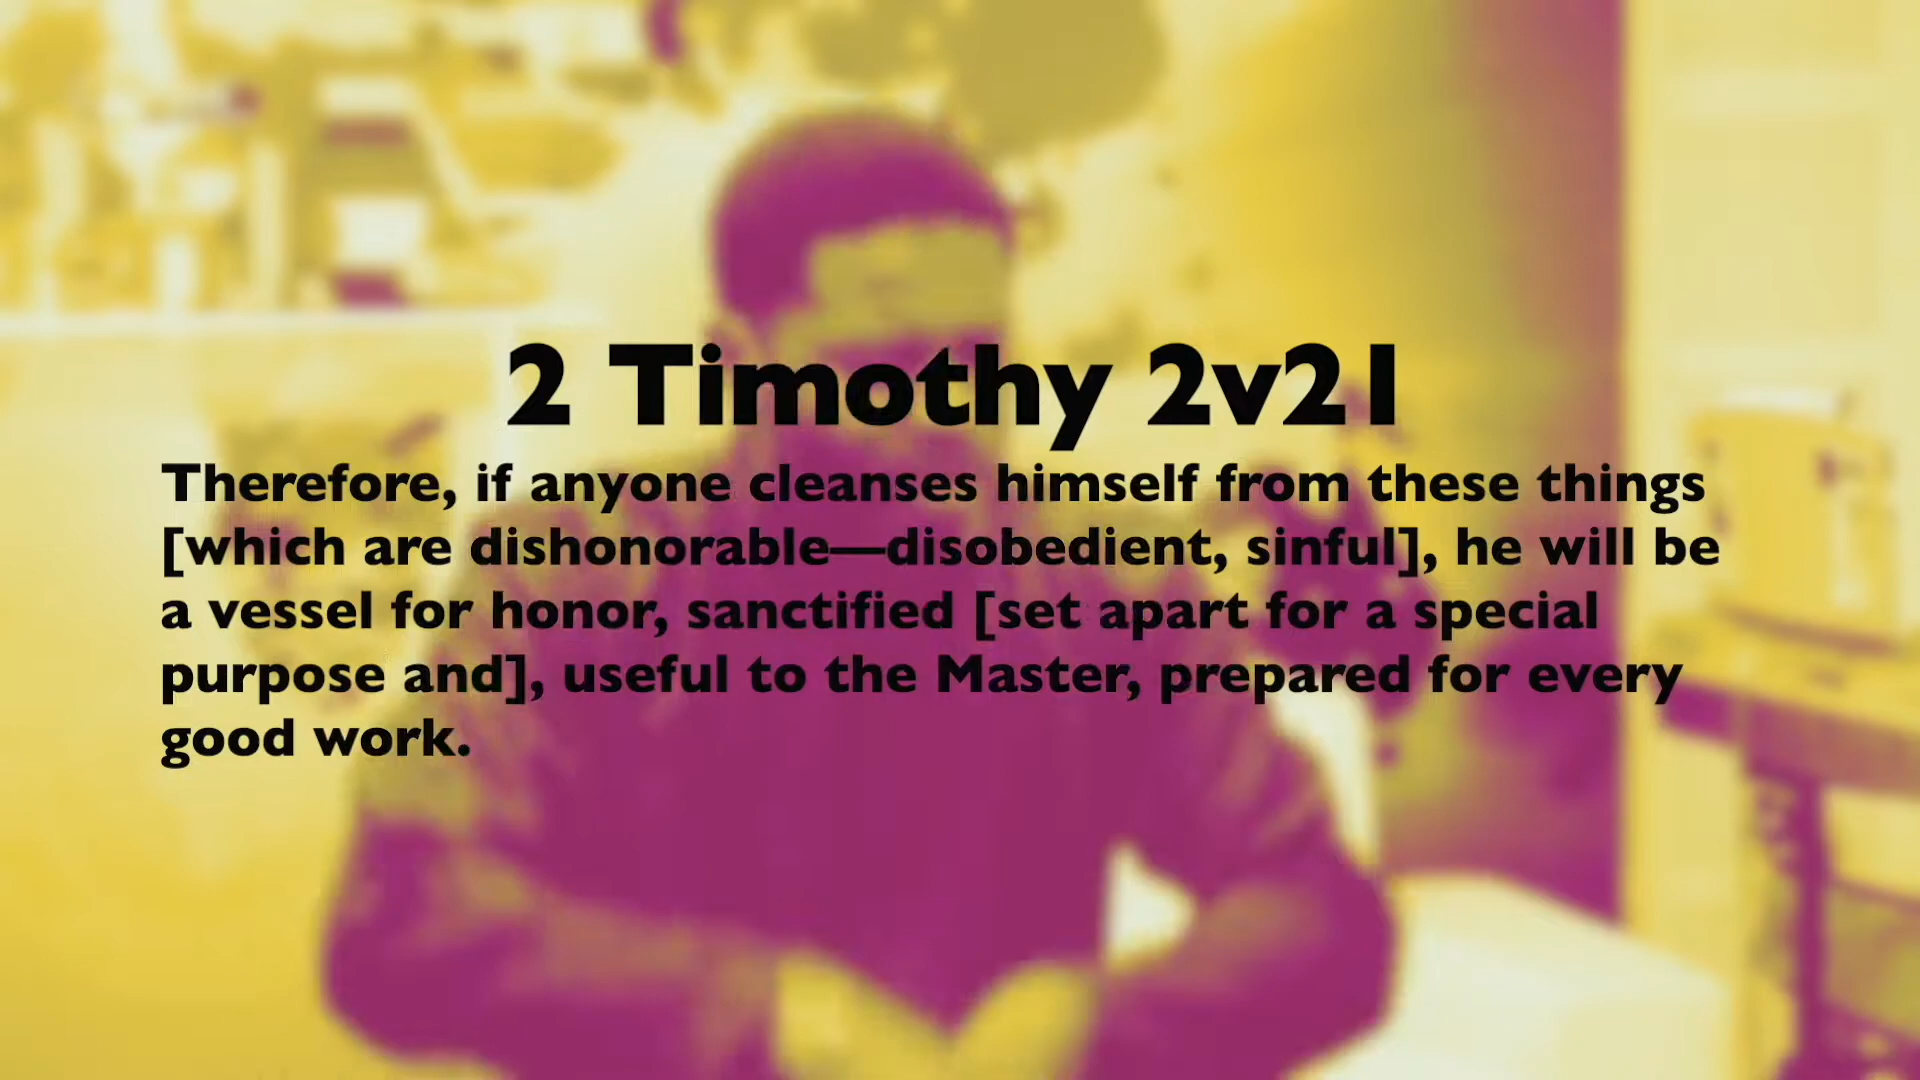 2 Timothy 2v21
Therefore, if anyone cleanses himself from these things
[which are dishonorable—disobedient, sinful], he will be
a vessel for honor, sanctified [set apart for a special
purpose and], useful to the Master, prepared for every
good work.